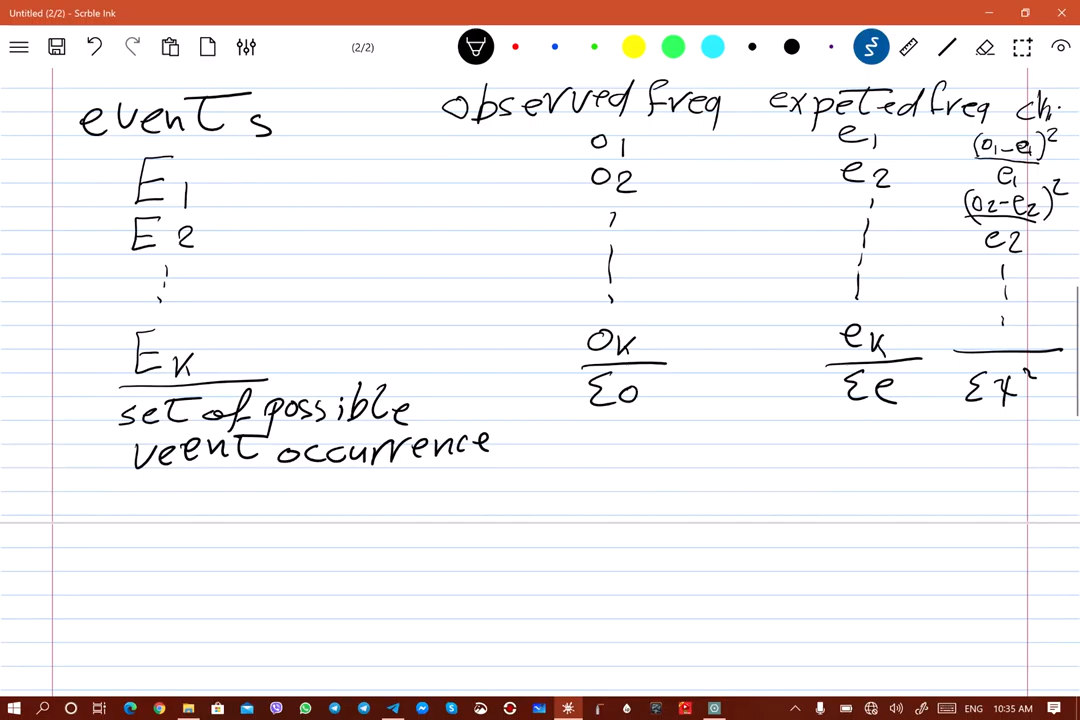 Untitled (2/2) - Scrble Ink
(2/2)
events observed freq expeted freq chi
E1 o1 e1 (o1-e1)²/e1
E2 o2 e2 (o2-e2)²/e2
Ek ok ek
Σo Σe Σχ²
set of possible
veent occurrence
ENG 10:35 AM